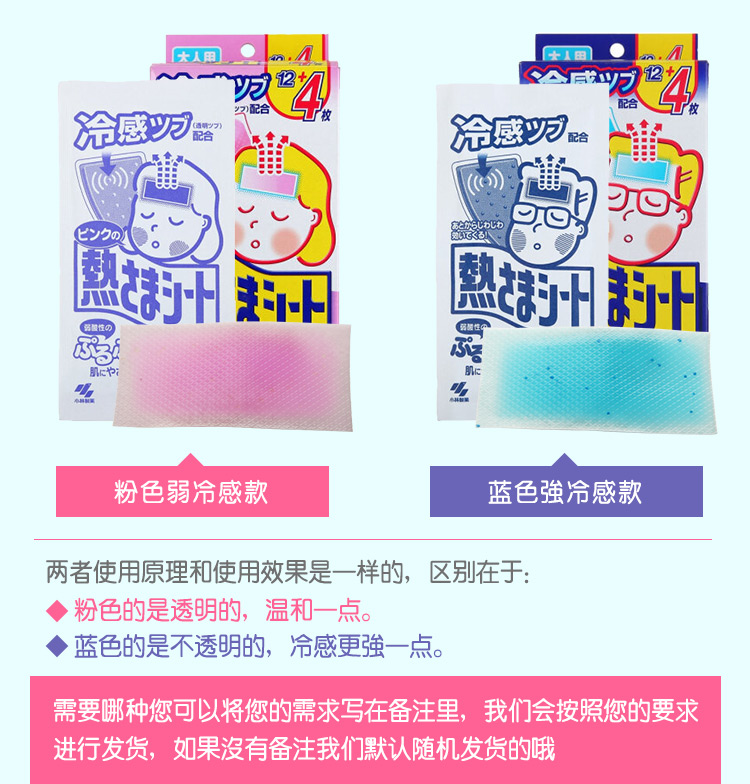 大人用
12+4
12+4枚
冷感ツブ
配合
冷感ツブ(透明ツブ)
配合
ピンクの
熱さまシート
さまシート
弱酸性の
ぷる
肌にやさ
小林製薬
大人用
12+4
12+4枚
冷感ツブ
配合
冷感ツブ
配合
あとからじわじわ
効いてくる!
熱さまシート
さまシート
弱酸性の
ぷる
肌に
小林製薬
粉色弱冷感款
蓝色強冷感款
两者使用原理和使用效果是一样的,区别在于:
◆ 粉色的是透明的,温和一点。
◆ 蓝色的是不透明的,冷感更強一点。
需要哪种您可以将您的需求写在备注里,我们会按照您的要求
进行发货,如果沒有备注我们默认随机发货的哦